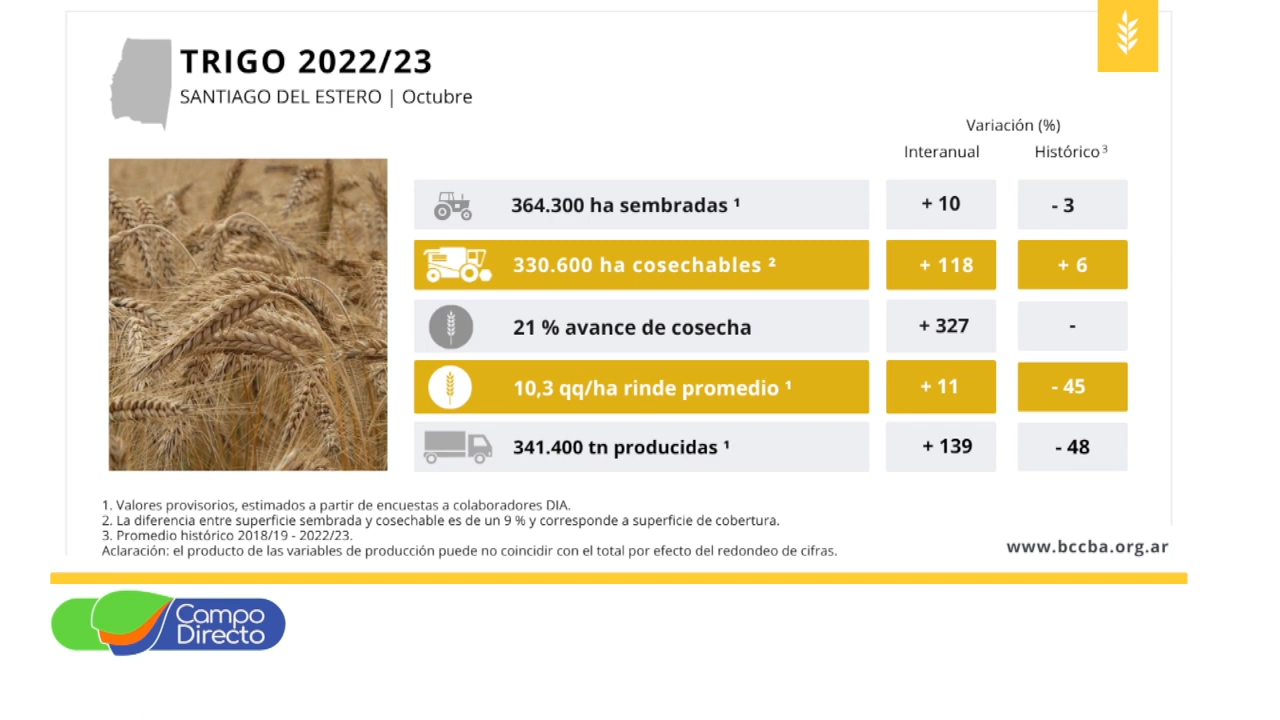 TRIGO 2022/23
SANTIAGO DEL ESTERO | Octubre
Variación (%)
Interanual Histórico ³
364.300 ha sembradas ¹ + 10 - 3
330.600 ha cosechables ² + 118 + 6
21 % avance de cosecha + 327 -
10,3 qq/ha rinde promedio ¹ + 11 - 45
341.400 tn producidas ¹ + 139 - 48
1. Valores provisorios, estimados a partir de encuestas a colaboradores DIA.
2. La diferencia entre superficie sembrada y cosechable es de un 9 % y corresponde a superficie de cobertura.
3. Promedio histórico 2018/19 - 2022/23.
Aclaración: el producto de las variables de producción puede no coincidir con el total por efecto del redondeo de cifras.
www.bccba.org.ar
Campo
Directo